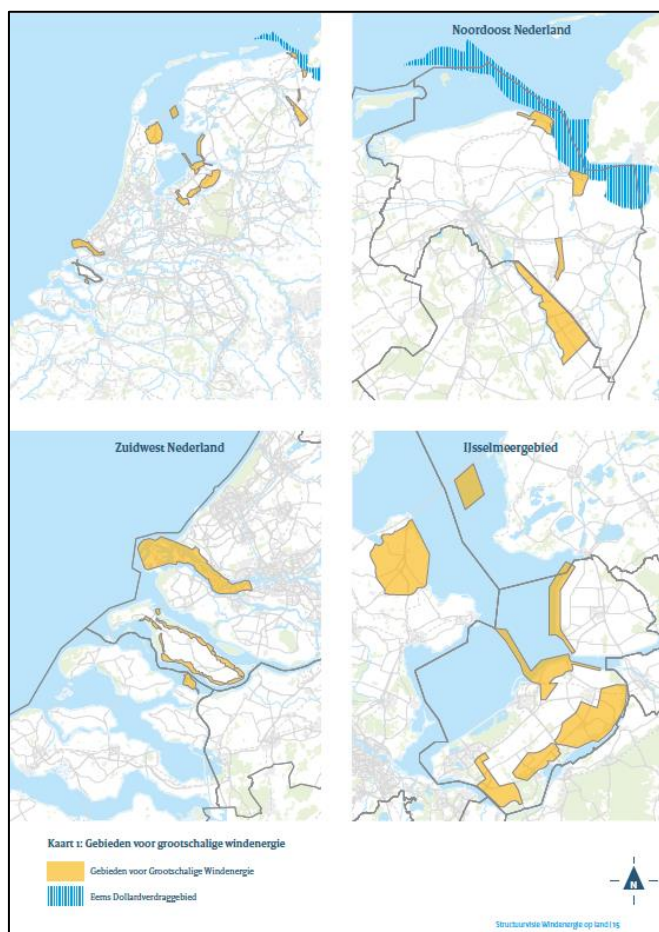 Noordoost Nederland
Zuidwest Nederland
IJsselmeergebied
Kaart 1: Gebieden voor grootschalige windenergie
Gebieden voor Grootschalige Windenergie
Eems Dollardverdraggebied
N
Structuurvisie Windenergie op land | 15